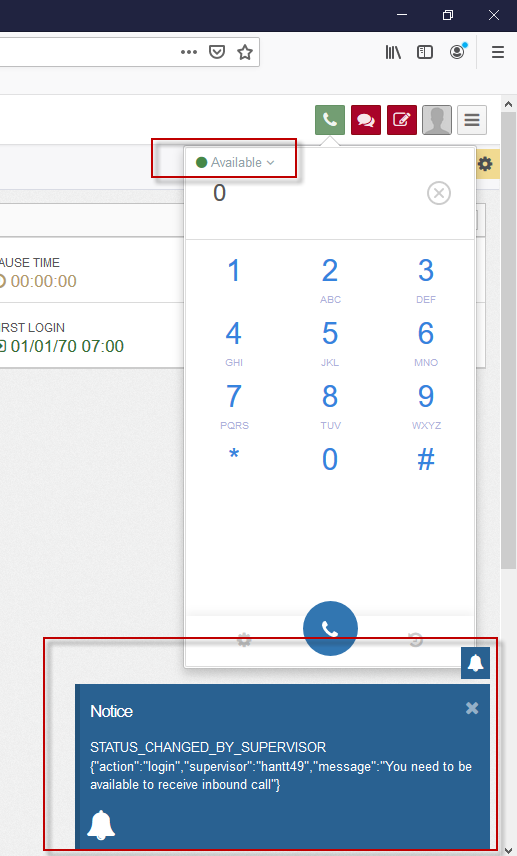 Available
0
AUSE TIME
00:00:00
RST LOGIN
01/01/70 07:00
1 2 3
ABC DEF
4 5 6
GHI JKL MNO
7 8 9
PQRS TUV WXYZ
* 0 #
Notice
STATUS_CHANGED_BY_SUPERVISOR
{"action":"login","supervisor":"hantt49","message":"You need to be
available to receive inbound call"}